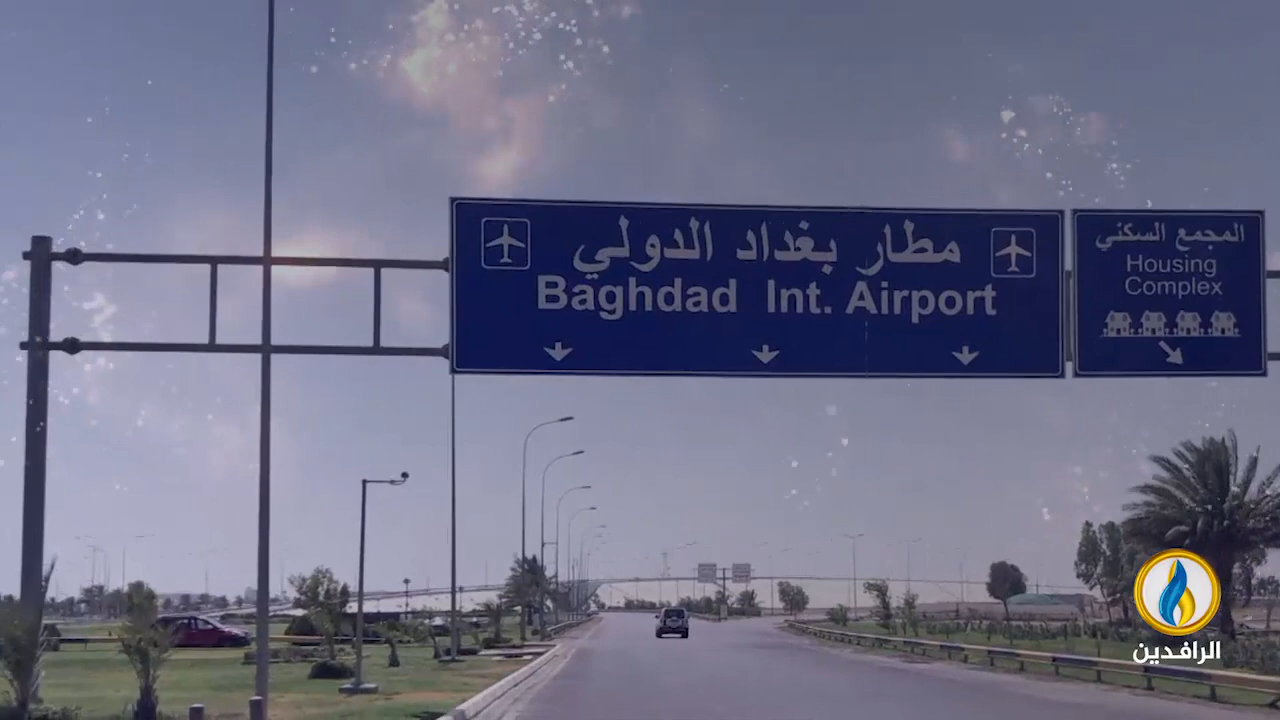 مطار بغداد الدولي
Baghdad Int. Airport
المجمع السكني
Housing
Complex
الرافدين